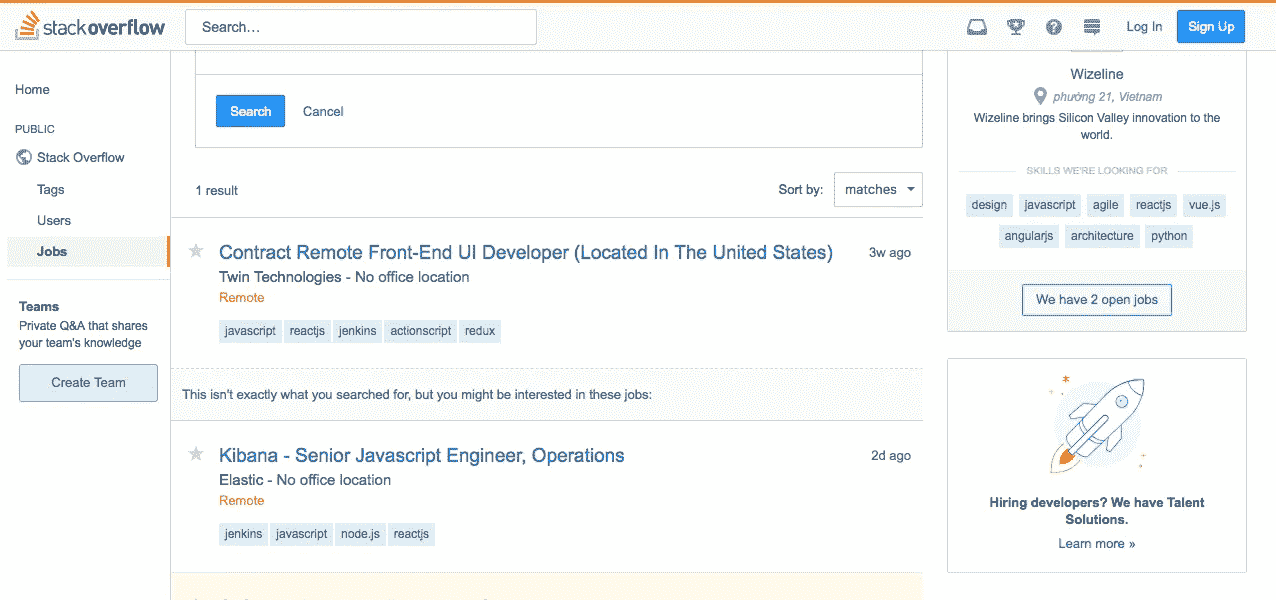 stackoverflow
Search...
Log In
Sign Up
Home
PUBLIC
Stack Overflow
Tags
Users
Jobs
Teams
Private Q&A that shares
your team's knowledge
Create Team
Search
Cancel
1 result
Sort by:
matches
Contract Remote Front-End UI Developer (Located In The United States)
3w ago
Twin Technologies - No office location
Remote
javascript
reactjs
jenkins
actionscript
redux
This isn't exactly what you searched for, but you might be interested in these jobs:
Kibana - Senior Javascript Engineer, Operations
2d ago
Elastic - No office location
Remote
jenkins
javascript
node.js
reactjs
Wizeline
phường 21, Vietnam
Wizeline brings Silicon Valley innovation to the
world.
SKILLS WE'RE LOOKING FOR
design
javascript
agile
reactjs
vue.js
angularjs
architecture
python
We have 2 open jobs
Hiring developers? We have Talent
Solutions.
Learn more »